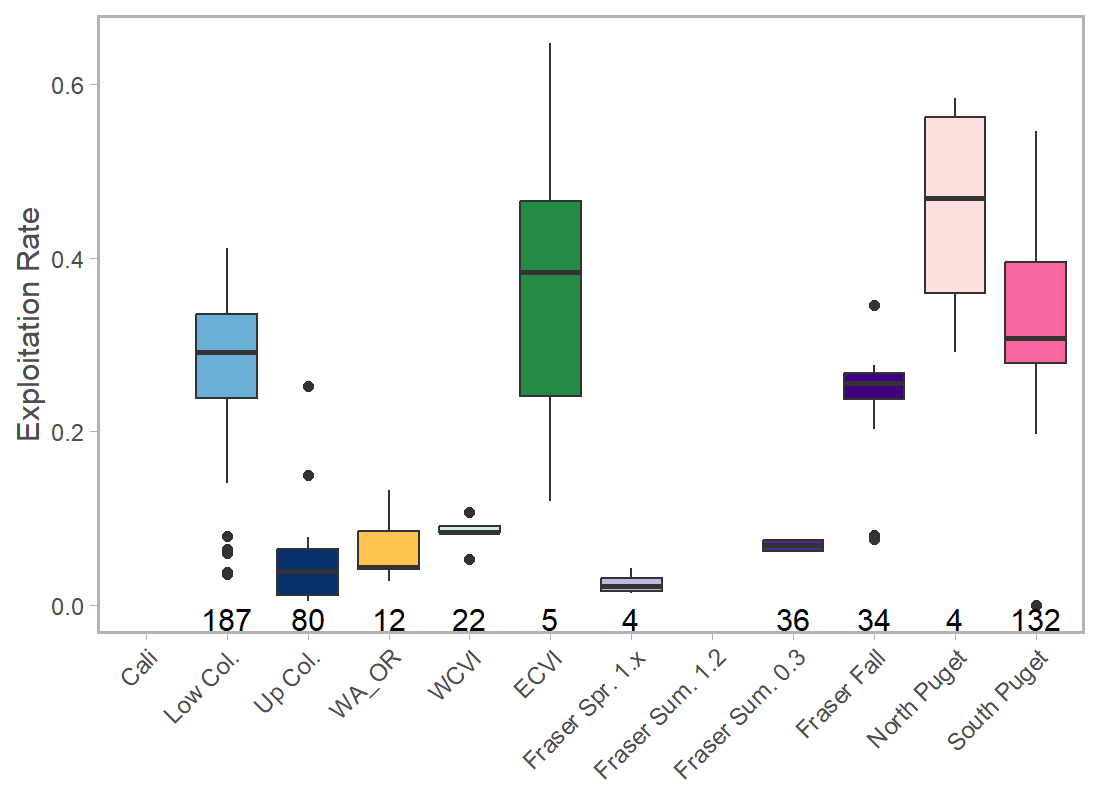 Exploitation Rate
0.6
0.4
0.2
0.0
187 80 12 22 5 4 36 34 4 132
Cali
Low Col.
Up Col.
WA_OR
WCVI
ECVI
Fraser Spr. 1.x
Fraser Sum. 1.2
Fraser Sum. 0.3
Fraser Fall
North Puget
South Puget